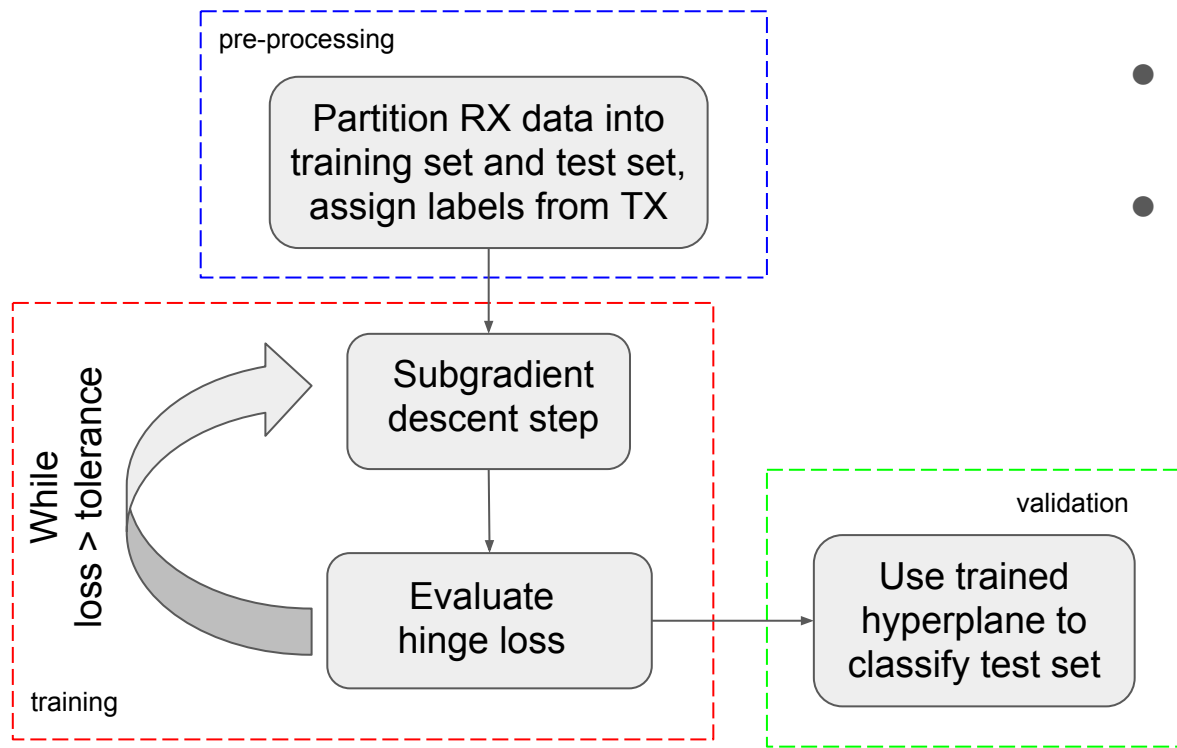 pre-processing
Partition RX data into
training set and test set,
assign labels from TX
While
loss > tolerance
Subgradient
descent step
Evaluate
hinge loss
training
validation
Use trained
hyperplane to
classify test set